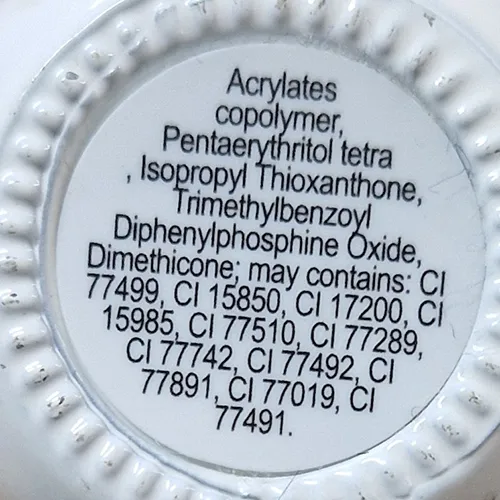 Acrylates
copolymer,
Pentaerythritol tetra
, Isopropyl Thioxanthone,
Trimethylbenzoyl
Diphenylphosphine Oxide,
Dimethicone; may contains: CI
77499, CI 15850, CI 17200, CI
15985, CI 77510, CI 77289,
CI 77742, CI 77492, CI
77891, CI 77019, CI
77491.